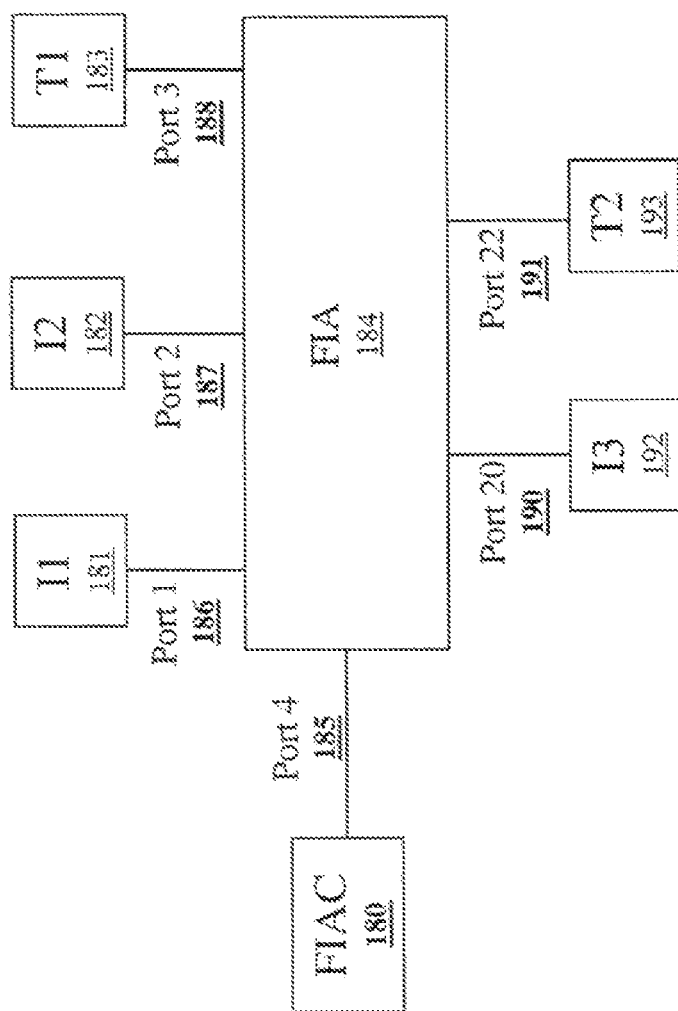 I1
181
I2
182
T1
183
Port 1
186
Port 2
187
Port 3
188
Port 4
185
FIAC
180
FIA
184
Port 20
190
Port 22
191
I3
192
T2
193